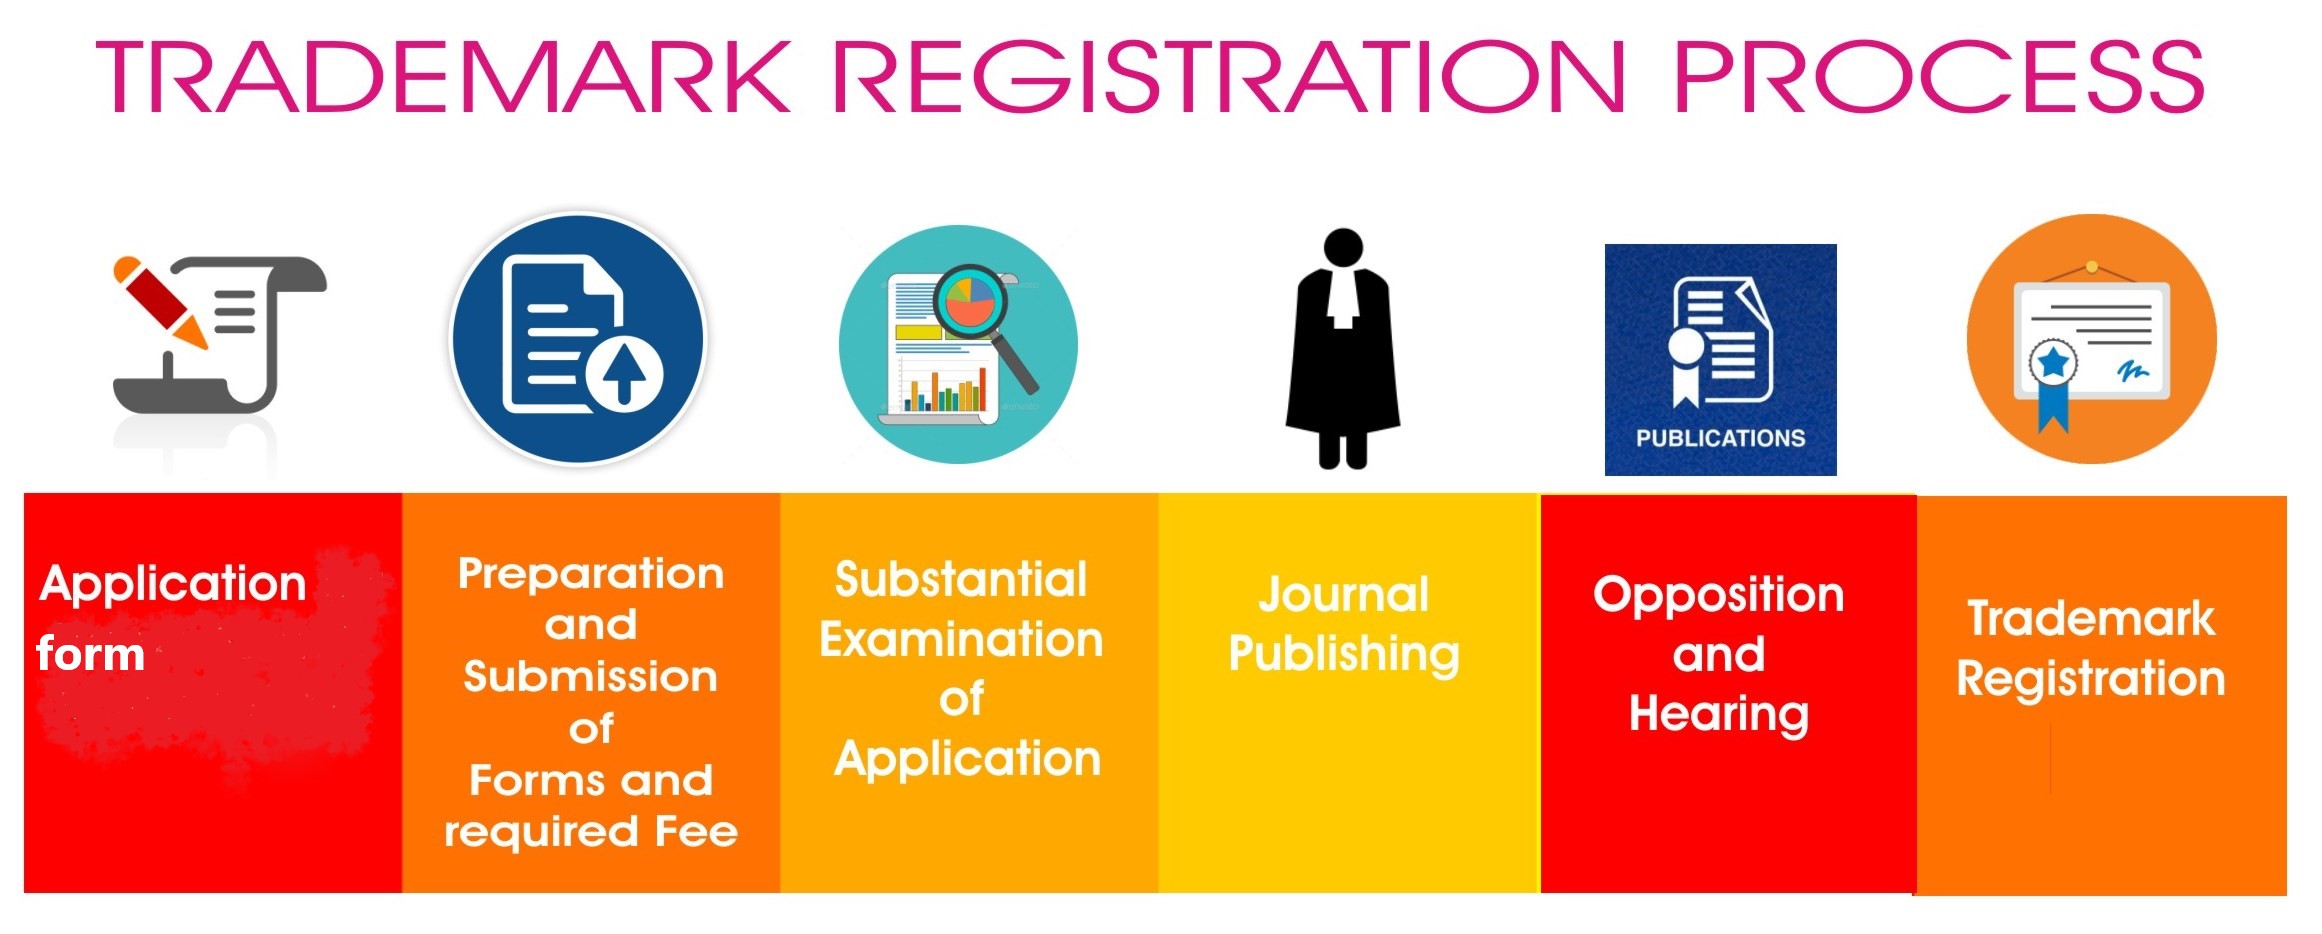 TRADEMARK REGISTRATION PROCESS
PUBLICATIONS
Application
form
Preparation
and
Submission
of
Forms and
required Fee
Substantial
Examination
of
Application
Journal
Publishing
Opposition
and
Hearing
Trademark
Registration